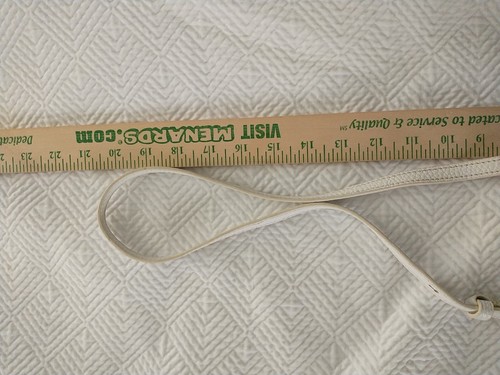 Dedicat
VISIT MENARDS®.com
icated to Service & Quality℠
23 22 21 20 19 18 17 16 15 14 13 12 11 10 9